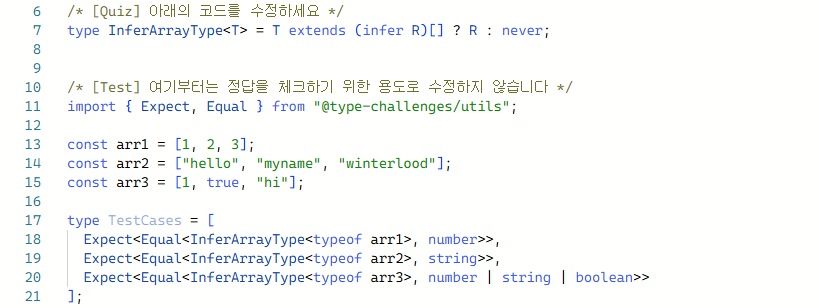 6 /* [Quiz] 아래의 코드를 수정하세요 */
7 type InferArrayType<T> = T extends (infer R)[] ? R : never;
8
9
10 /* [Test] 여기부터는 정답을 체크하기 위한 용도로 수정하지 않습니다 */
11 import { Expect, Equal } from "@type-challenges/utils";
12
13 const arr1 = [1, 2, 3];
14 const arr2 = ["hello", "myname", "winterlood"];
15 const arr3 = [1, true, "hi"];
16
17 type TestCases = [
18   Expect<Equal<InferArrayType<typeof arr1>, number>>,
19   Expect<Equal<InferArrayType<typeof arr2>, string>>,
20   Expect<Equal<InferArrayType<typeof arr3>, number | string | boolean>>
21 ];